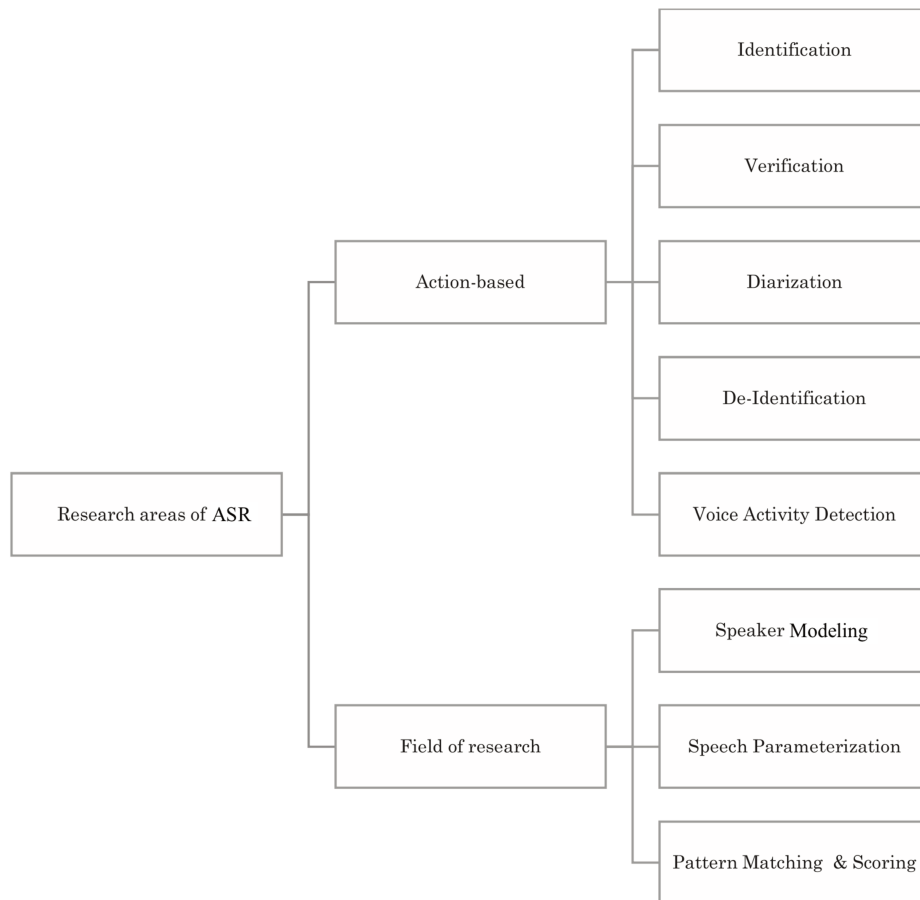 Identification
Verification
Action-based
Diarization
De-Identification
Research areas of ASR
Voice Activity Detection
Speaker Modeling
Field of research
Speech Parameterization
Pattern Matching & Scoring